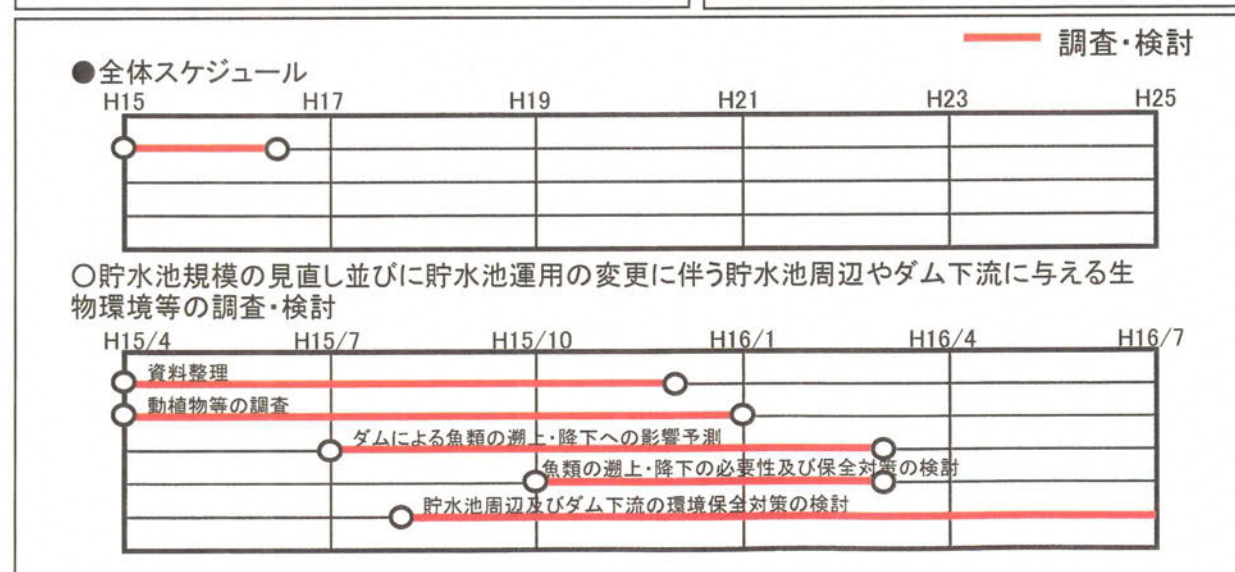 調査・検討
●全体スケジュール
H15 H17 H19 H21 H23 H25
〇貯水池規模の見直し並びに貯水池運用の変更に伴う貯水池周辺やダム下流に与える生
物環境等の調査・検討
H15/4 H15/7 H15/10 H16/1 H16/4 H16/7
資料整理
動植物等の調査
ダムによる魚類の遡上・降下への影響予測
魚類の遡上・降下の必要性及び保全対策の検討
貯水池周辺及びダム下流の環境保全対策の検討